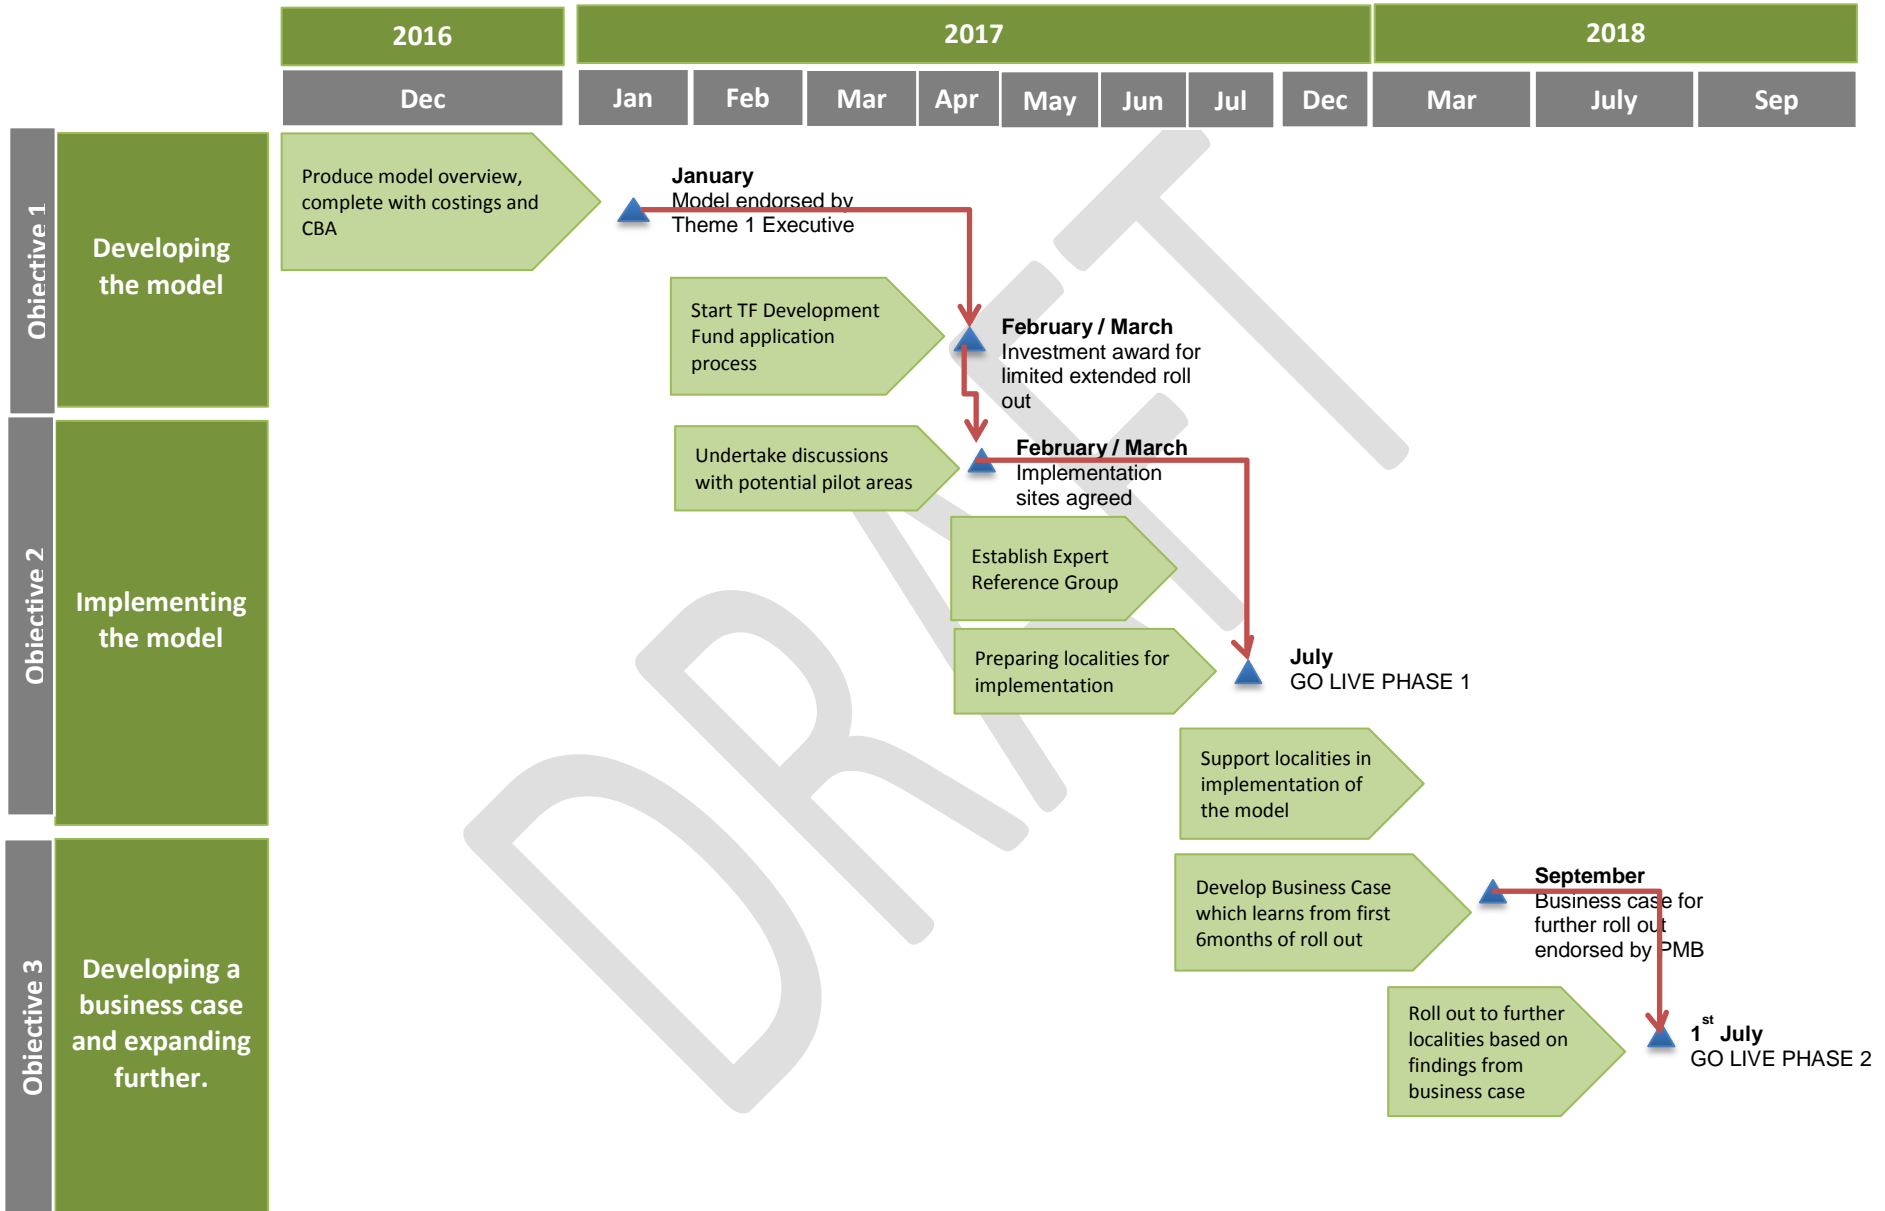 2016
2017
2018
Dec
Jan
Feb
Mar
Apr
May
Jun
Jul
Dec
Mar
July
Sep
Objective 1
Developing
the model
Produce model overview,
complete with costings and
CBA
January
Model endorsed by
Theme 1 Executive
Start TF Development
Fund application
process
February / March
Investment award for
limited extended roll
out
Objective 2
Implementing
the model
Undertake discussions
with potential pilot areas
February / March
Implementation
sites agreed
Establish Expert
Reference Group
Preparing localities for
implementation
July
GO LIVE PHASE 1
Support localities in
implementation of
the model
Objective 3
Developing a
business case
and expanding
further.
Develop Business Case
which learns from first
6months of roll out
September
Business case for
further roll out
endorsed by PMB
Roll out to further
localities based on
findings from
business case
1st July
GO LIVE PHASE 2
DRAFT